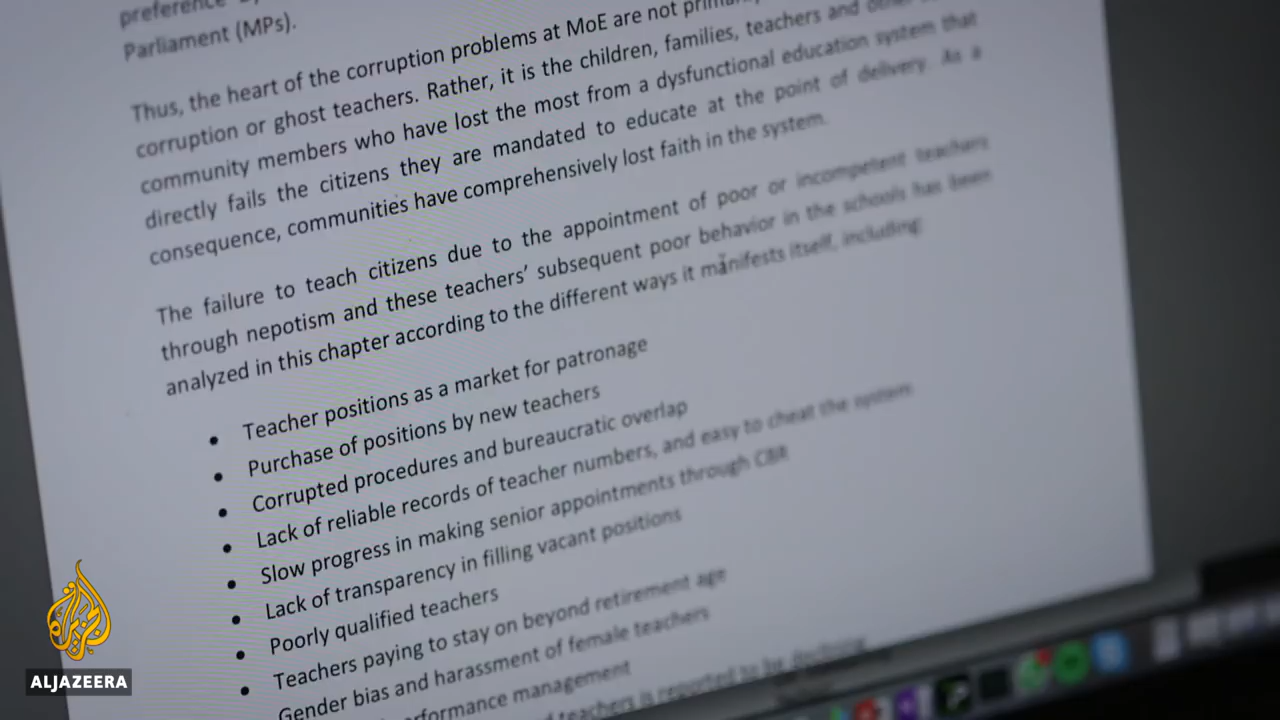 preference
Parliament (MPs).
Thus, the heart of the corruption problems at MoE are not
corruption or ghost teachers. Rather, it is the children, families, teachers and
community members who have lost the most from a dysfunctional education system that
directly fails the citizens they are mandated to educate at the point of delivery. As a
consequence, communities have comprehensively lost faith in the system.
The failure to teach citizens due to the appointment of poor or incompetent teachers
through nepotism and these teachers' subsequent poor behavior in the schools has been
analyzed in this chapter according to the different ways it manifests itself, including:
• Teacher positions as a market for patronage
• Purchase of positions by new teachers
• Corrupted procedures and bureaucratic overlap
• Lack of reliable records of teacher numbers, and easy to cheat the system
• Slow progress in making senior appointments through CBR
• Lack of transparency in filling vacant positions
• Poorly qualified teachers
• Teachers paying to stay on beyond retirement age
Gender bias and harassment of female teachers
management
teachers is reported to be
الجزيرة
ALJAZEERA